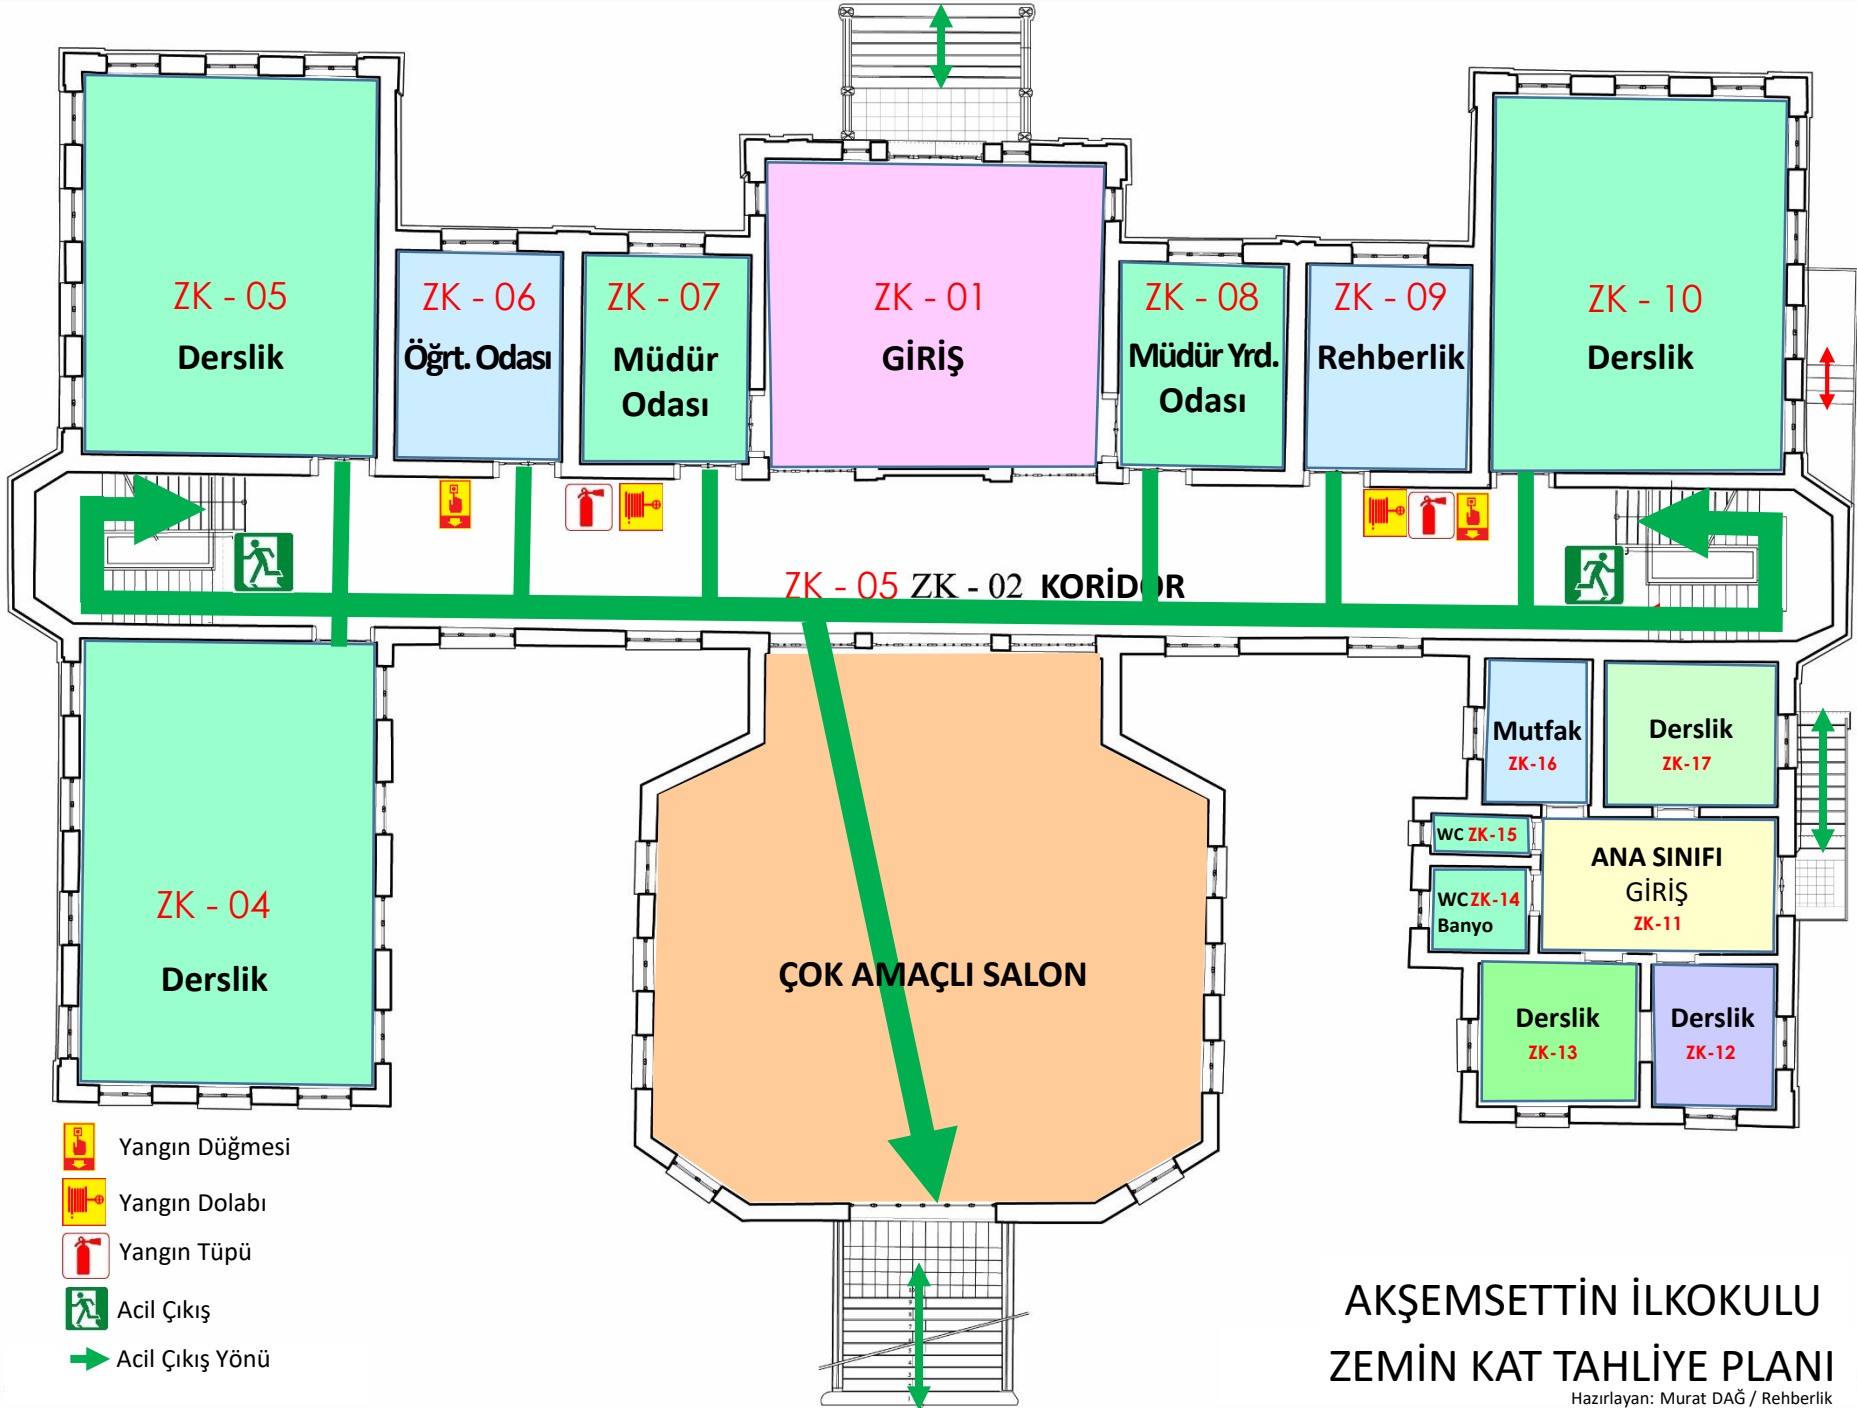 ZK - 05
Derslik
ZK - 06
Öğrt. Odası
ZK - 07
Müdür
Odası
ZK - 01
GİRİŞ
ZK - 08
Müdür Yrd.
Odası
ZK - 09
Rehberlik
ZK - 10
Derslik
ZK - 05 ZK - 02 KORİDOR
ZK - 04
Derslik
ÇOK AMAÇLI SALON
Mutfak
ZK-16
Derslik
ZK-17
WC ZK-15
ANA SINIFI
GİRİŞ
ZK-11
WC ZK-14
Banyo
Derslik
ZK-13
Derslik
ZK-12
Yangın Düğmesi
Yangın Dolabı
Yangın Tüpü
Acil Çıkış
Acil Çıkış Yönü
AKŞEMSETTİN İLKOKULU
ZEMİN KAT TAHLİYE PLANI
Hazırlayan: Murat DAĞ / Rehberlik